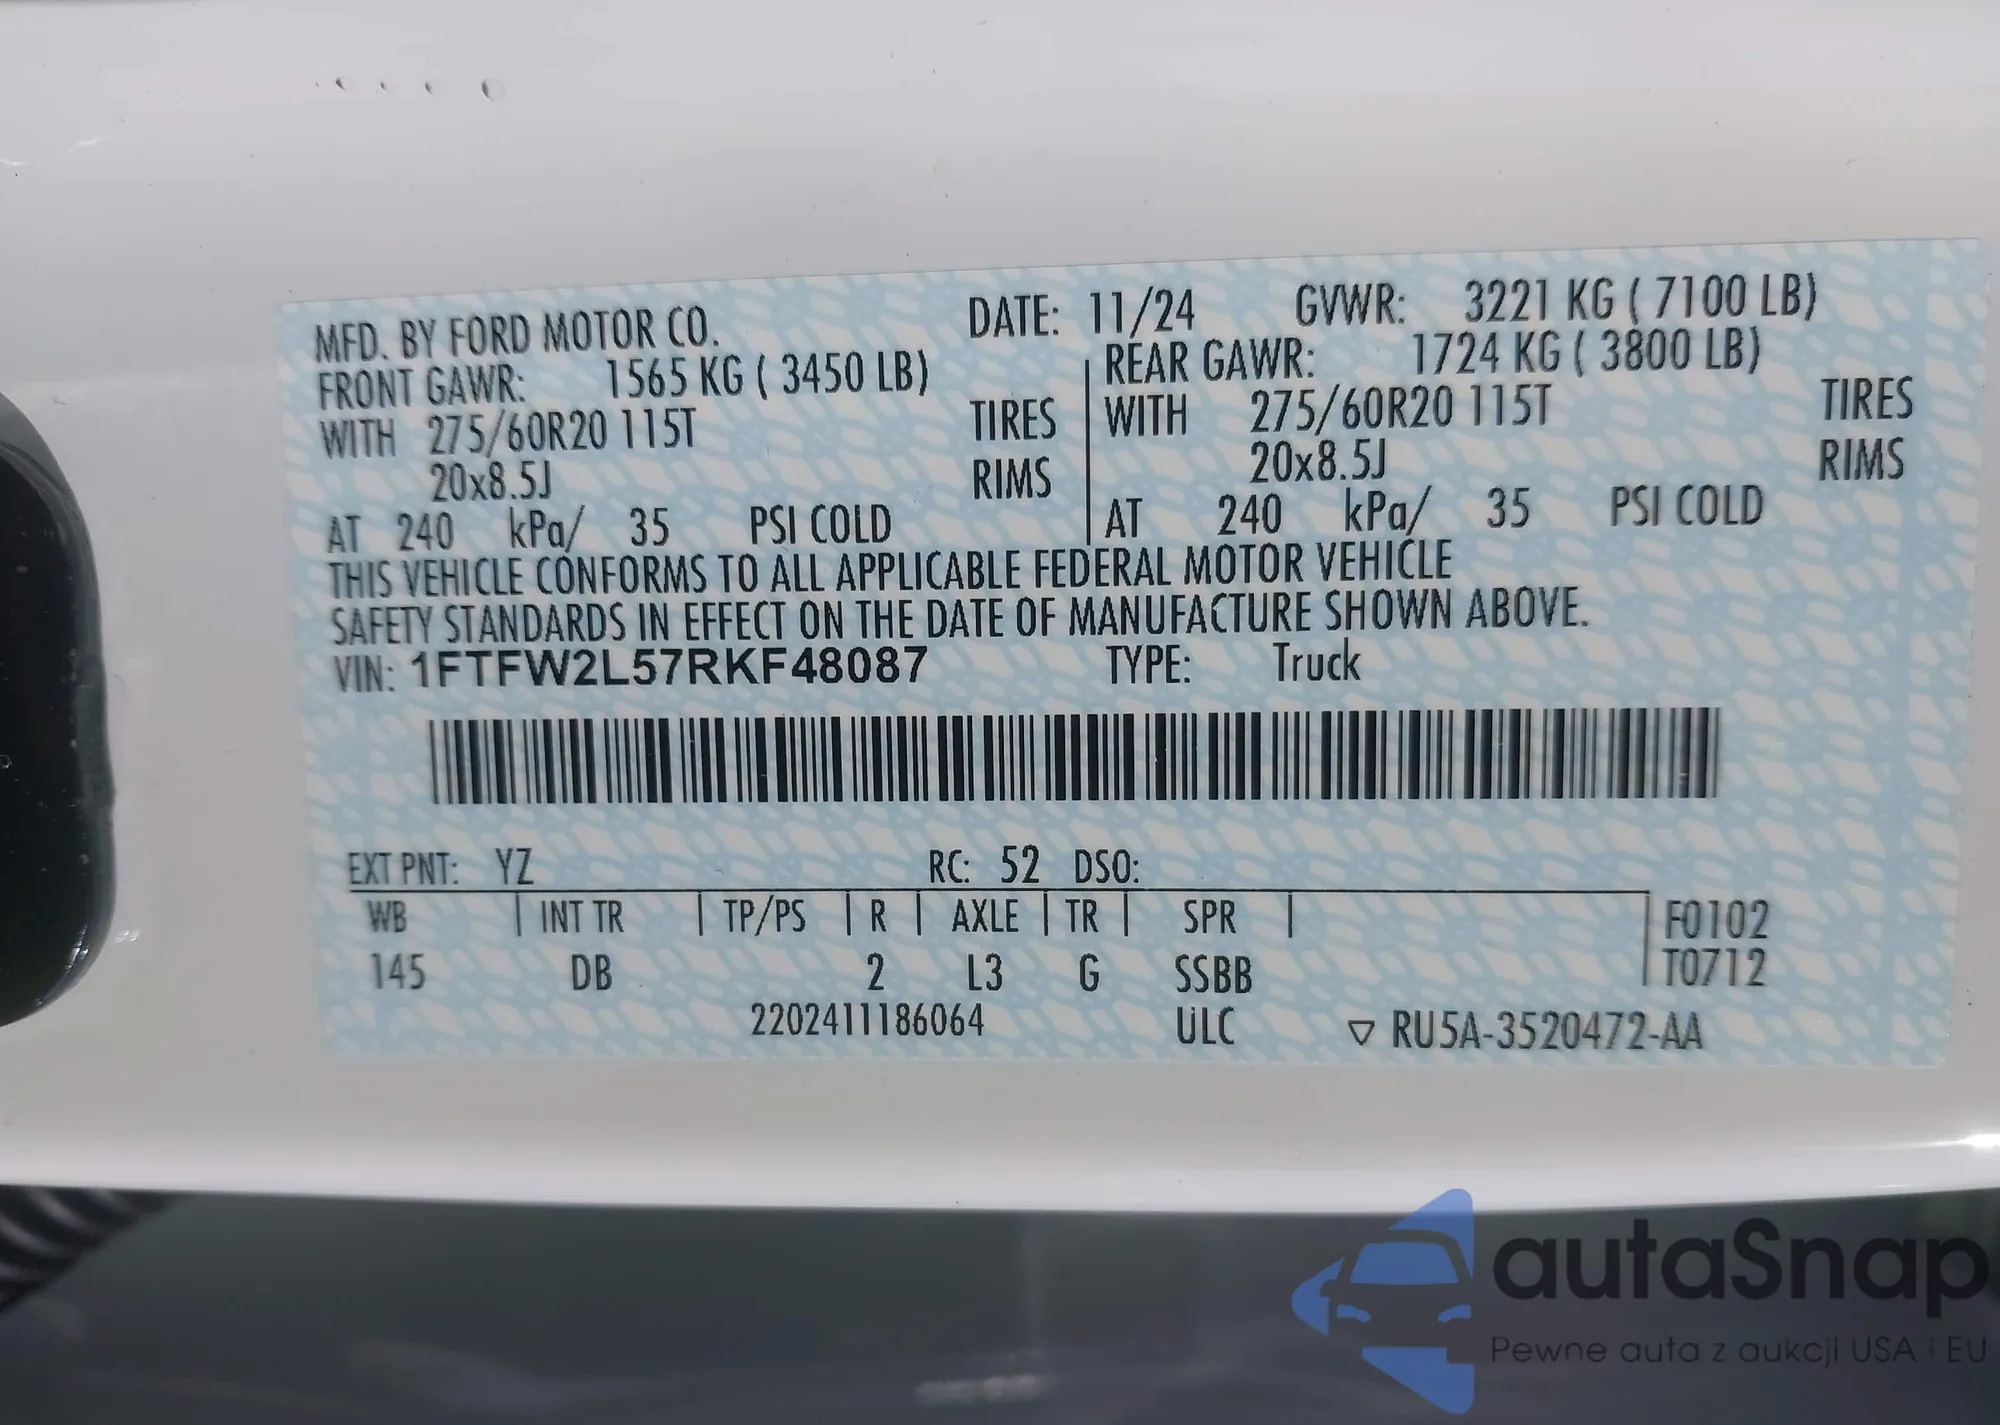 MFD. BY FORD MOTOR CO. DATE: 11/24 GVWR: 3221 KG ( 7100 LB)
FRONT GAWR: 1565 KG ( 3450 LB) REAR GAWR: 1724 KG ( 3800 LB)
WITH 275/60R20 115T TIRES WITH 275/60R20 115T TIRES
20x8.5J RIMS 20x8.5J RIMS
AT 240 kPa/ 35 PSI COLD AT 240 kPa/ 35 PSI COLD
THIS VEHICLE CONFORMS TO ALL APPLICABLE FEDERAL MOTOR VEHICLE
SAFETY STANDARDS IN EFFECT ON THE DATE OF MANUFACTURE SHOWN ABOVE.
VIN: 1FTFW2L57RKF48087 TYPE: Truck
EXT PNT: YZ RC: 52 DSO:
WB | INT TR | TP/PS | R | AXLE | TR | SPR | F0102
145 DB 2 L3 G SSBB T0712
2202411186064 ULC ▽ RU5A-3520472-AA
autaSnap
Pewne auta z aukcji USA i EU